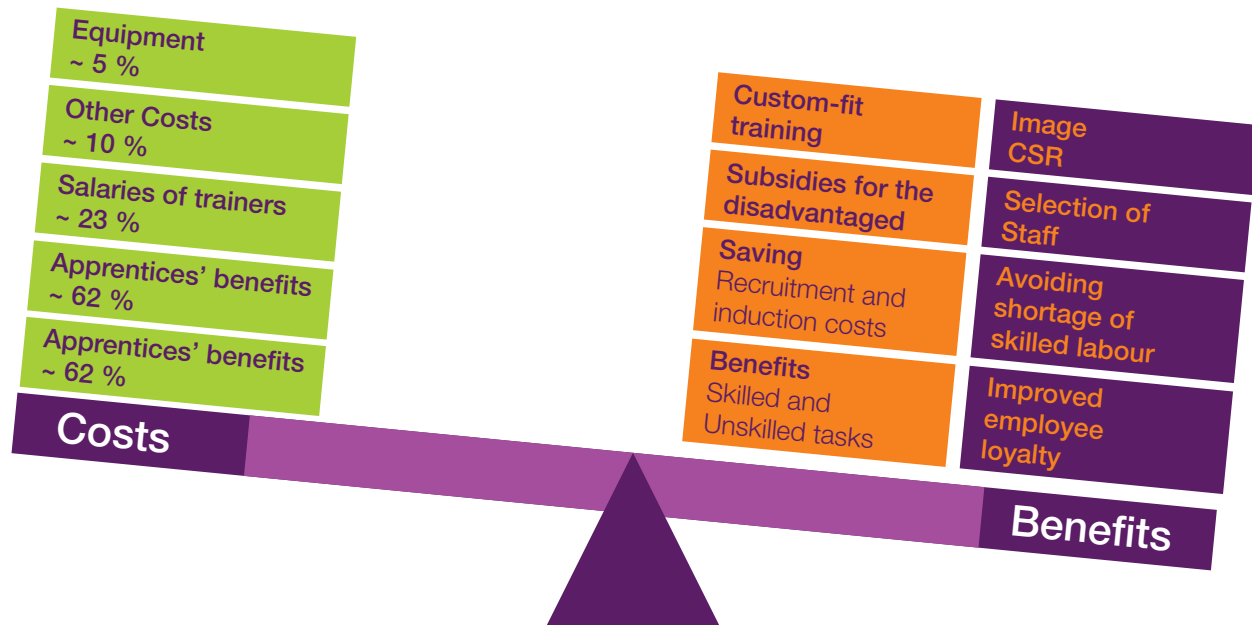 Equipment
~ 5 %
Other Costs
~ 10 %
Salaries of trainers
~ 23 %
Apprentices’ benefits
~ 62 %
Apprentices’ benefits
~ 62 %
Costs
Custom-fit
training
Subsidies for the
disadvantaged
Saving
Recruitment and
induction costs
Benefits
Skilled and
Unskilled tasks
Image
CSR
Selection of
Staff
Avoiding
shortage of
skilled labour
Improved
employee
loyalty
Benefits